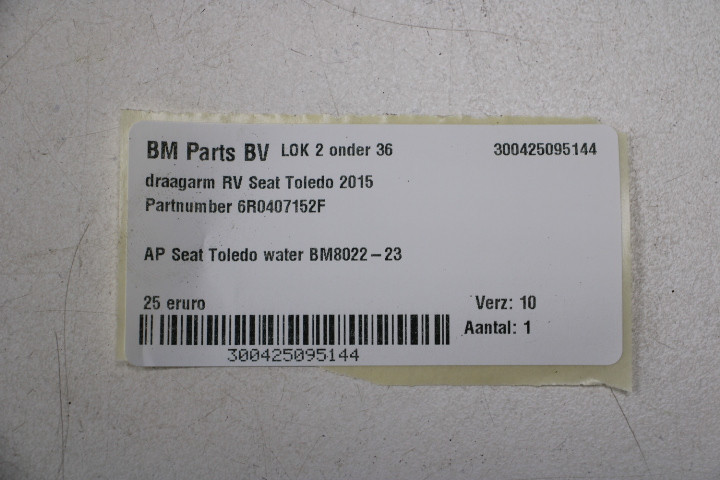 BM Parts BV LOK 2 onder 36 300425095144
draagarm RV Seat Toledo 2015
Partnumber 6R0407152F
AP Seat Toledo water BM8022-23
25 eruro Verz: 10
Aantal: 1
300425095144